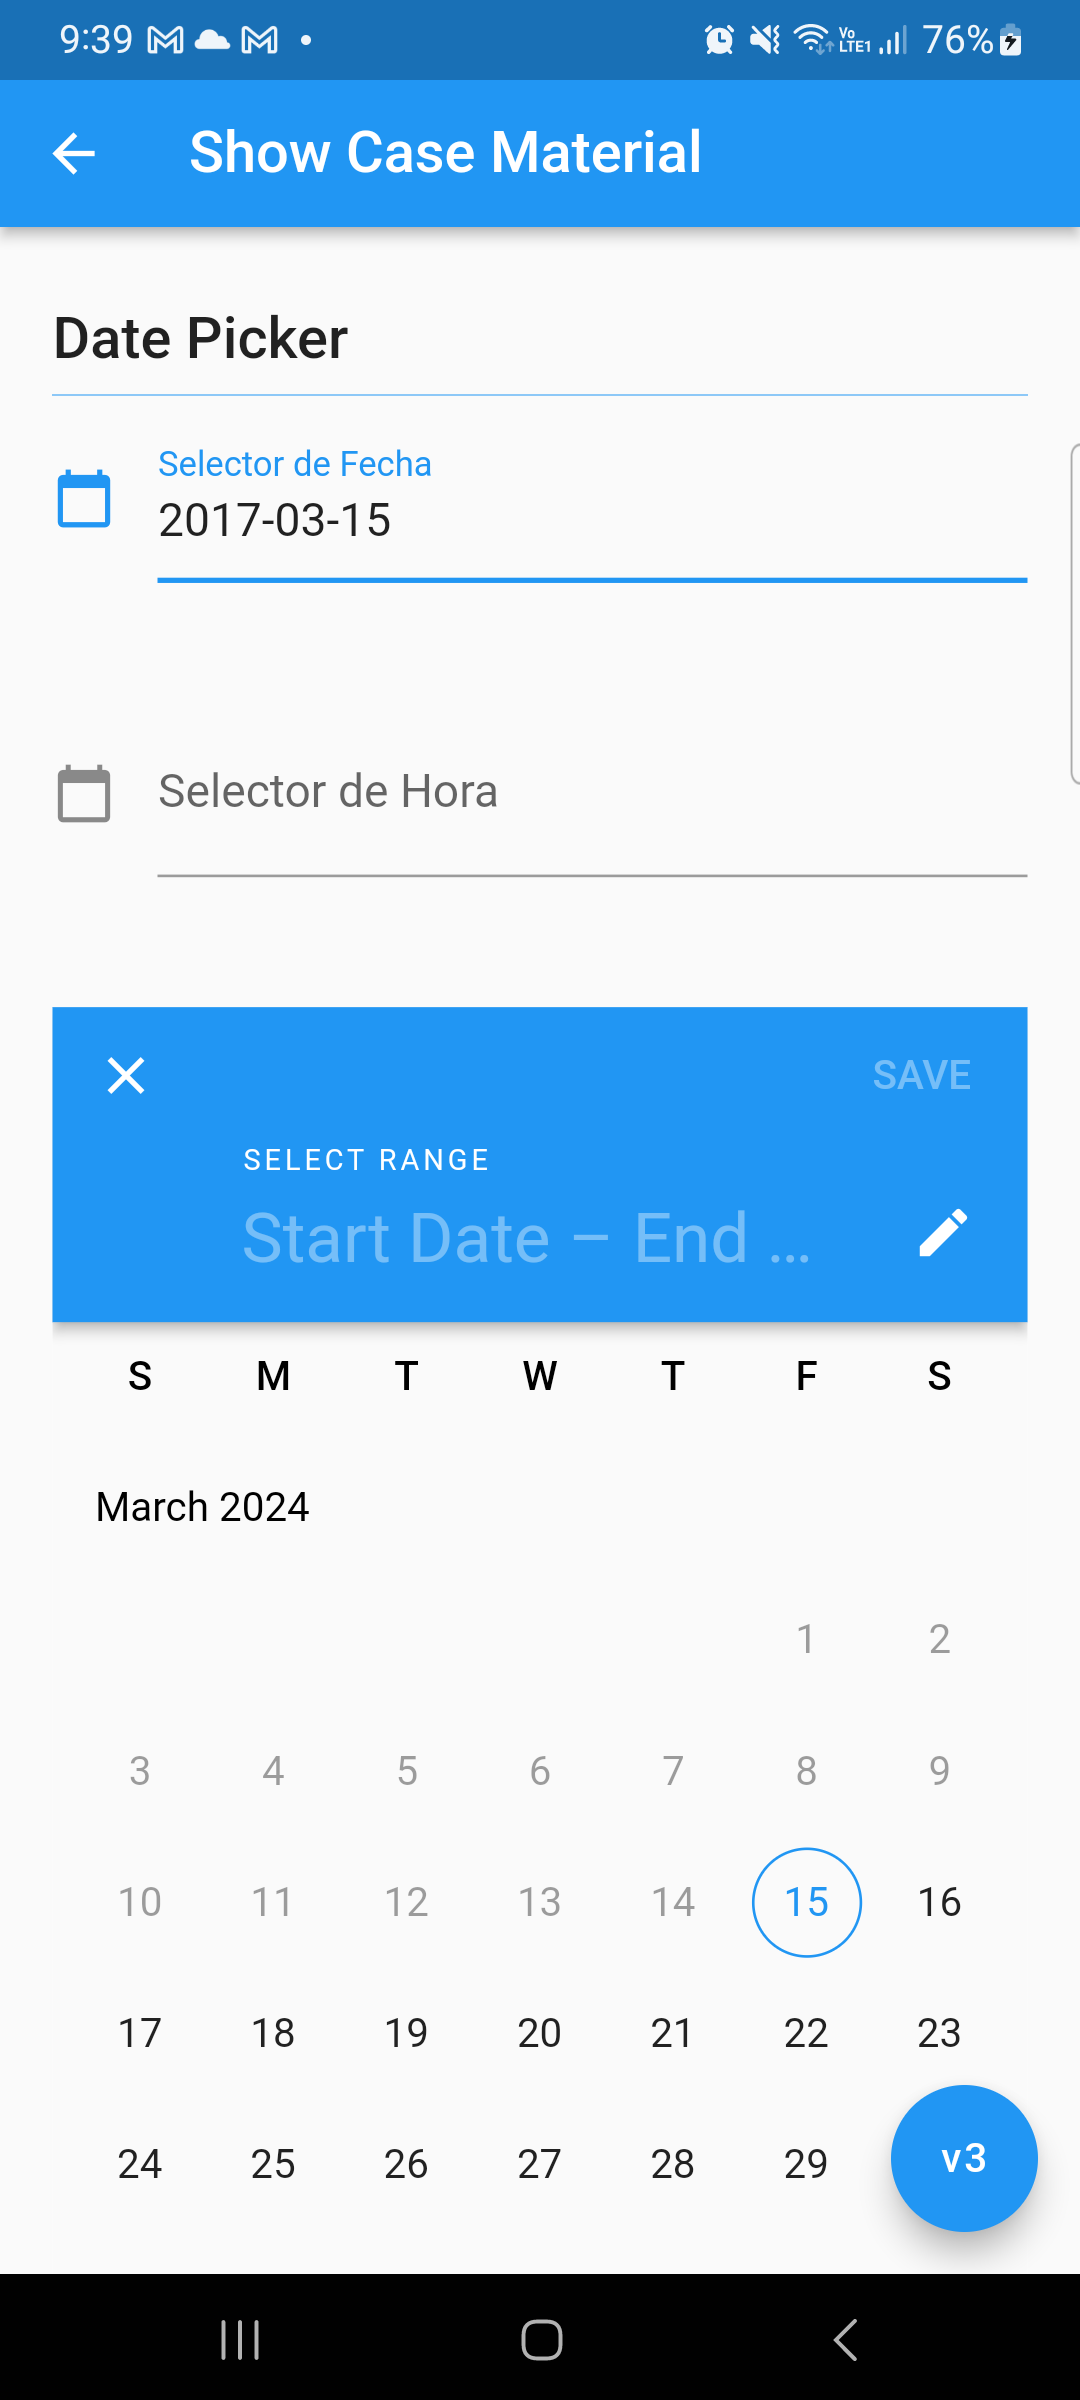 9:39 Vo LTE1 76%
Show Case Material
Date Picker
Selector de Fecha
2017-03-15
Selector de Hora
SAVE
SELECT RANGE
Start Date – End ...
S M T W T F S
March 2024
1 2
3 4 5 6 7 8 9
10 11 12 13 14 15 16
17 18 19 20 21 22 23
24 25 26 27 28 29
v3